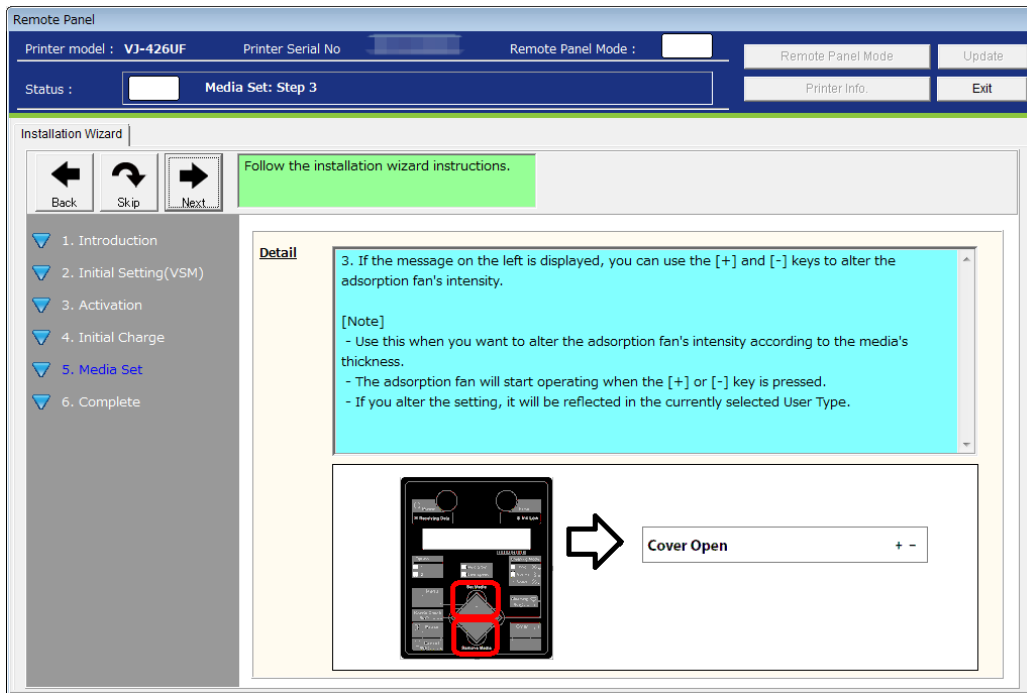 Remote Panel
Printer model : VJ-426UF Printer Serial No Remote Panel Mode :
Remote Panel Mode Update
Status : Media Set: Step 3
Printer Info. Exit
Installation Wizard
Back Skip Next
Follow the installation wizard instructions.
1. Introduction
2. Initial Setting(VSM)
3. Activation
4. Initial Charge
5. Media Set
6. Complete
Detail
3. If the message on the left is displayed, you can use the [+] and [-] keys to alter the
adsorption fan's intensity.
[Note]
- Use this when you want to alter the adsorption fan's intensity according to the media's
thickness.
- The adsorption fan will start operating when the [+] or [-] key is pressed.
- If you alter the setting, it will be reflected in the currently selected User Type.
Cover Open + -